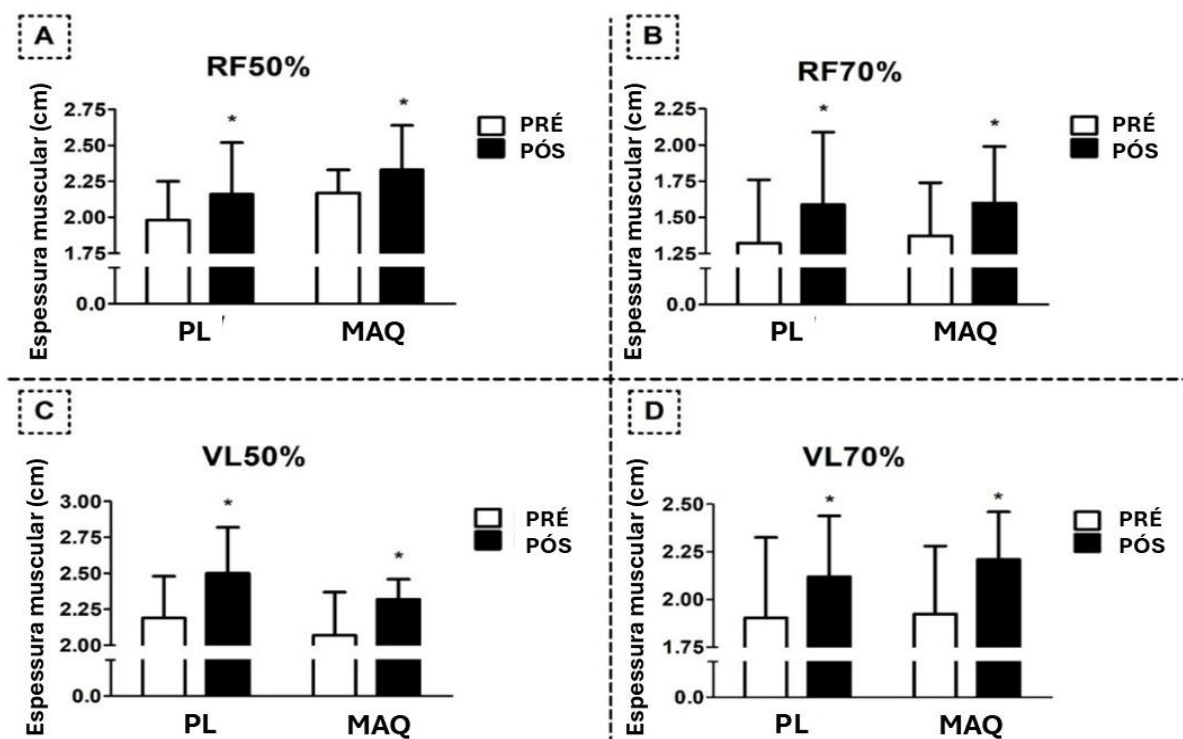 A
RF50%
Espessura muscular (cm)
2.75
2.50
2.25
2.00
1.75
0.0
*
*
PRÉ
PÓS
PL
MAQ
B
RF70%
Espessura muscular (cm)
2.25
2.00
1.75
1.50
1.25
0.0
*
*
PRÉ
PÓS
PL
MAQ
C
VL50%
Espessura muscular (cm)
3.00
2.75
2.50
2.25
2.00
0.0
*
*
PRÉ
PÓS
PL
MAQ
D
VL70%
Espessura muscular (cm)
2.50
2.25
2.00
1.75
0.0
*
*
PRÉ
PÓS
PL
MAQ